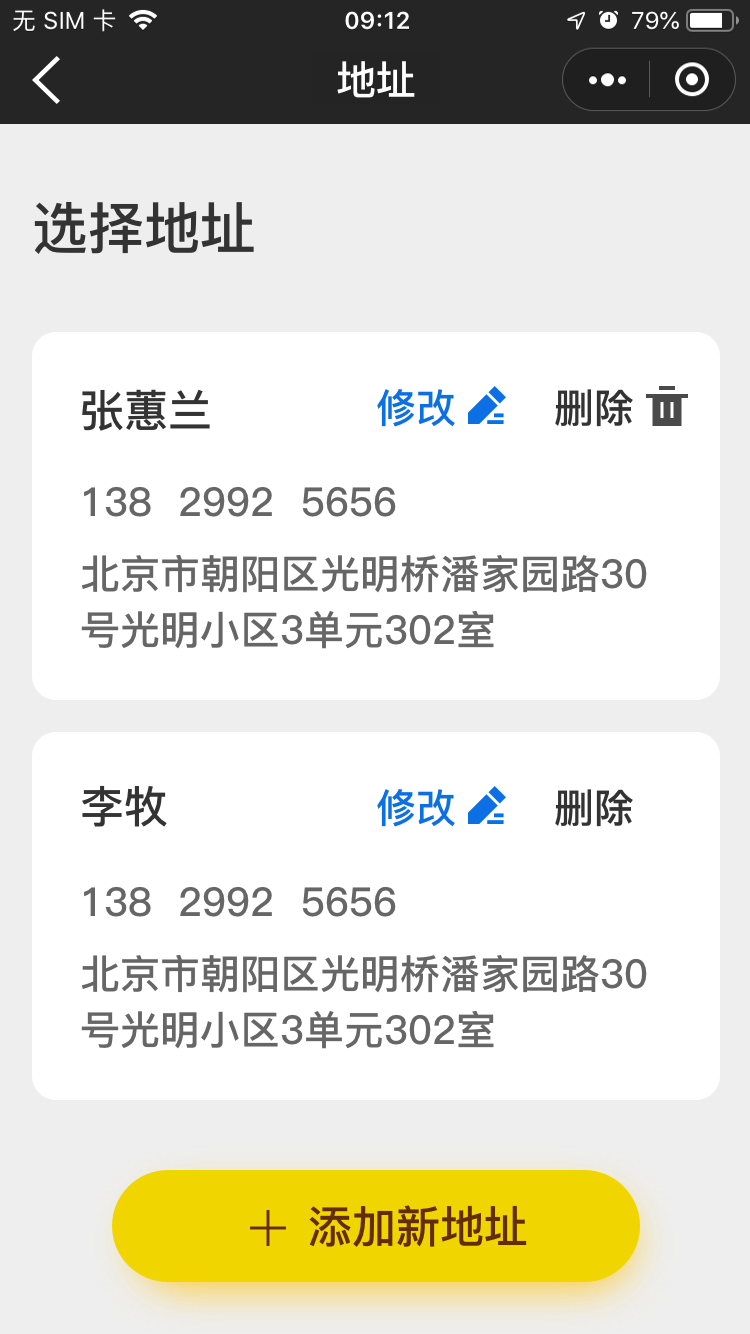 无 SIM 卡 09:12 79%
地址
选择地址
张蕙兰 修改 删除
138 2992 5656
北京市朝阳区光明桥潘家园路30
号光明小区3单元302室
李牧 修改 删除
138 2992 5656
北京市朝阳区光明桥潘家园路30
号光明小区3单元302室
添加新地址